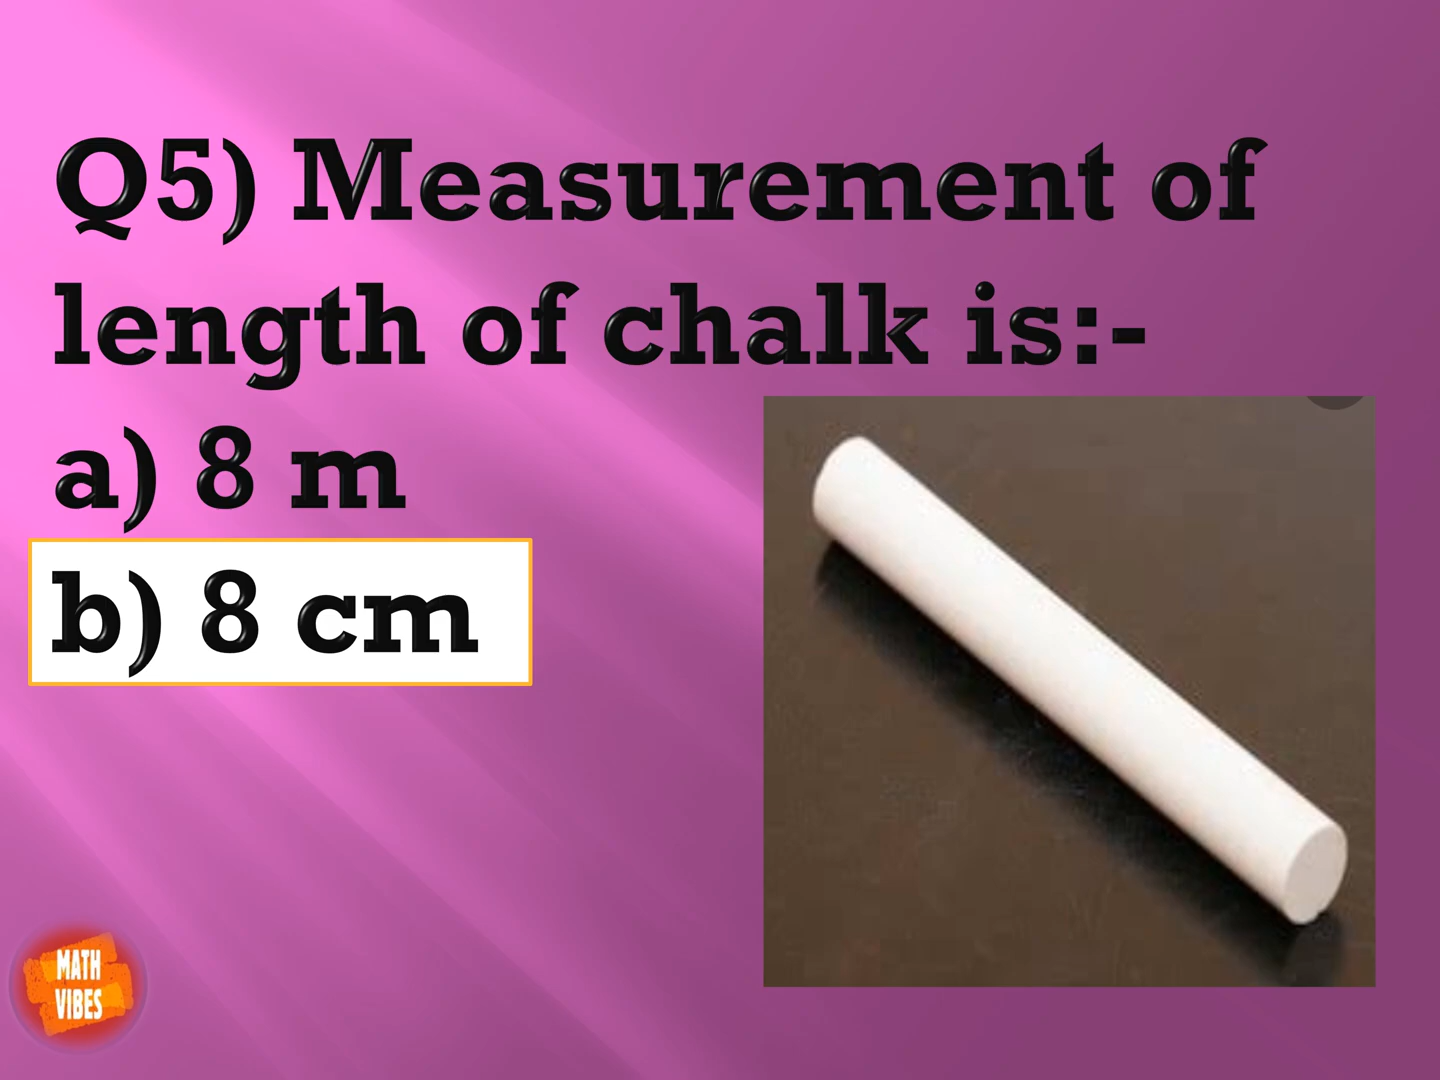 Q5) Measurement of
length of chalk is:-
a) 8 m
b) 8 cm
MATH
VIBES